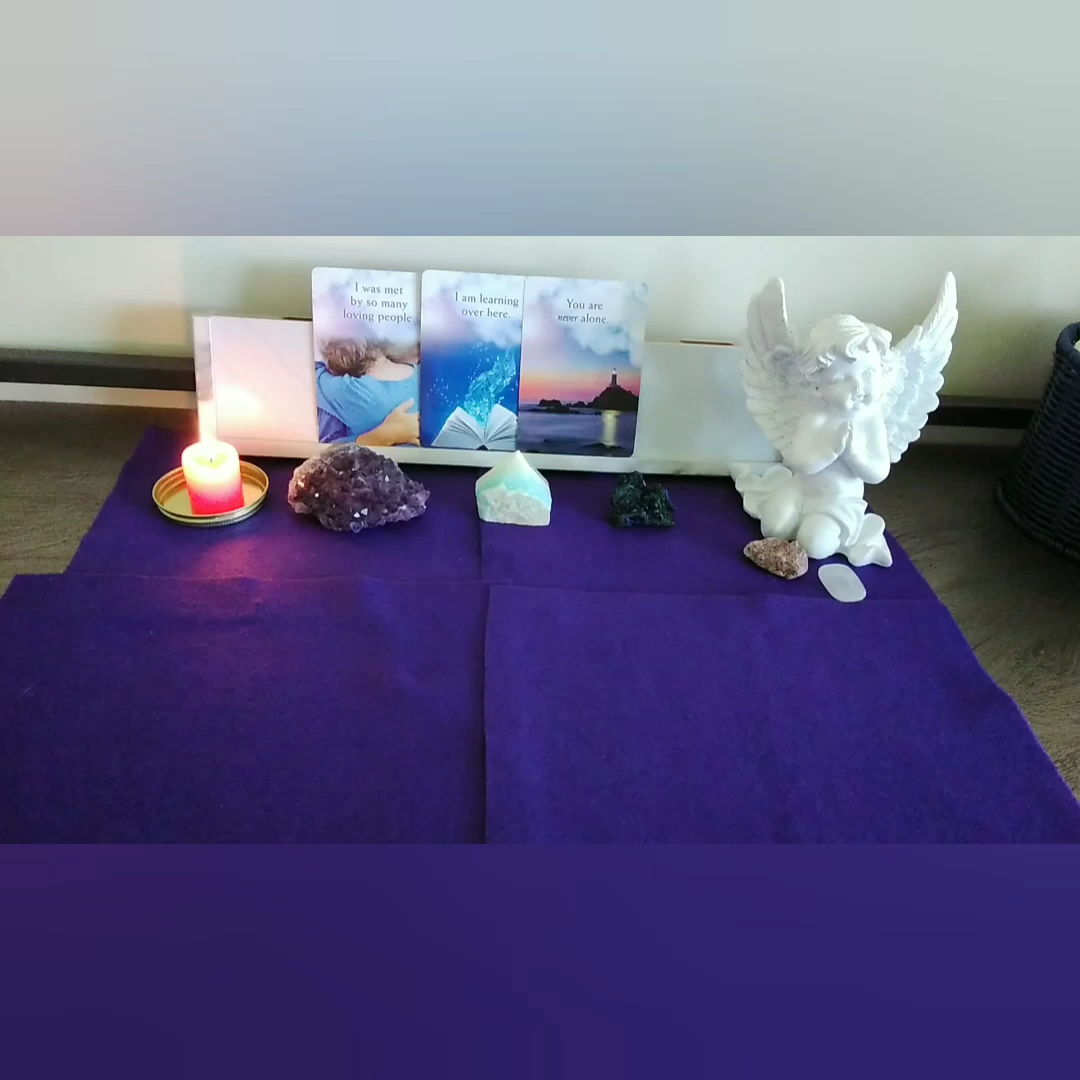 I was met
by so many
loving people
I am learning
over here.
You are
never alone.